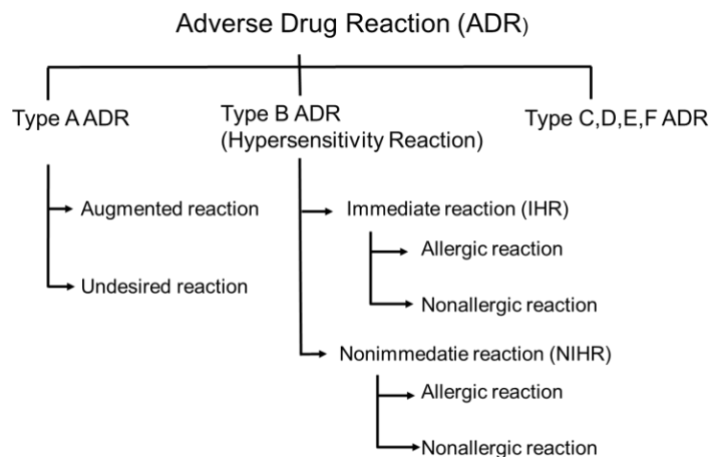 Adverse Drug Reaction (ADR)
Type A ADR
Type B ADR
(Hypersensitivity Reaction)
Type C,D,E,F ADR
Augmented reaction
Undesired reaction
Immediate reaction (IHR)
Allergic reaction
Nonallergic reaction
Nonimmedatie reaction (NIHR)
Allergic reaction
Nonallergic reaction